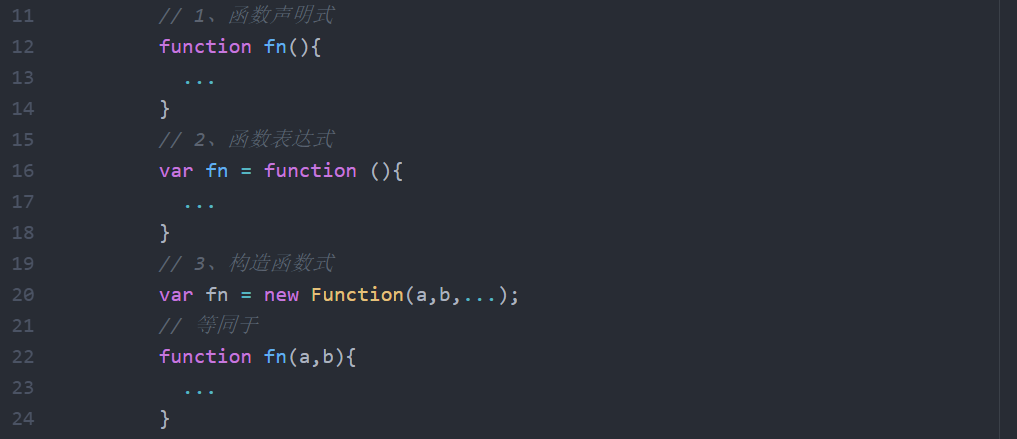 11 // 1、函数声明式
12 function fn(){
13 ...
14 }
15 // 2、函数表达式
16 var fn = function (){
17 ...
18 }
19 // 3、构造函数式
20 var fn = new Function(a,b,...);
21 // 等同于
22 function fn(a,b){
23 ...
24 }